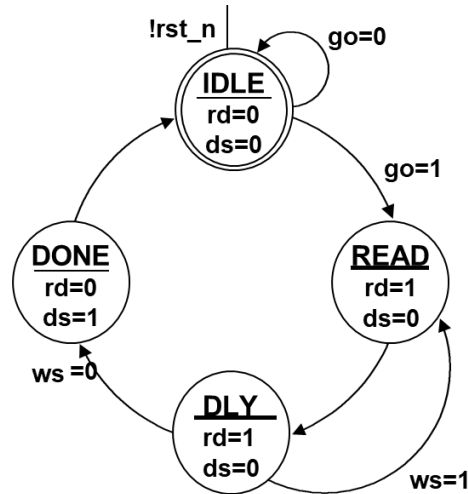 !rst_n
go=0
IDLE
rd=0
ds=0
go=1
DONE
rd=0
ds=1
READ
rd=1
ds=0
ws =0
DLY
rd=1
ds=0
ws=1